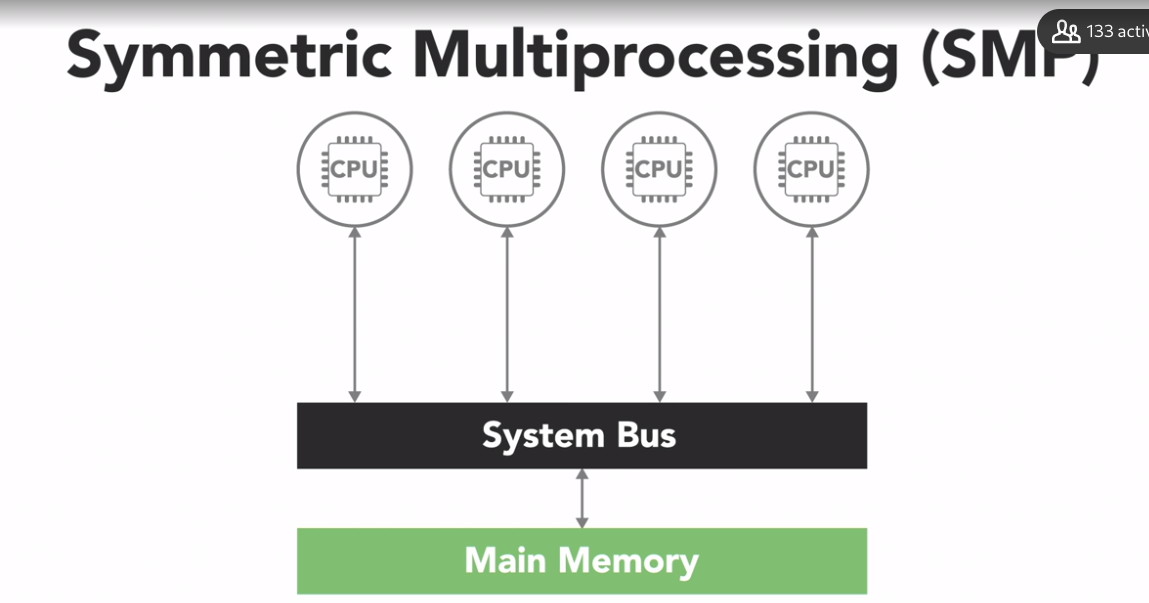 Symmetric Multiprocessing (SMP)
133 activ
CPU CPU CPU CPU
System Bus
Main Memory